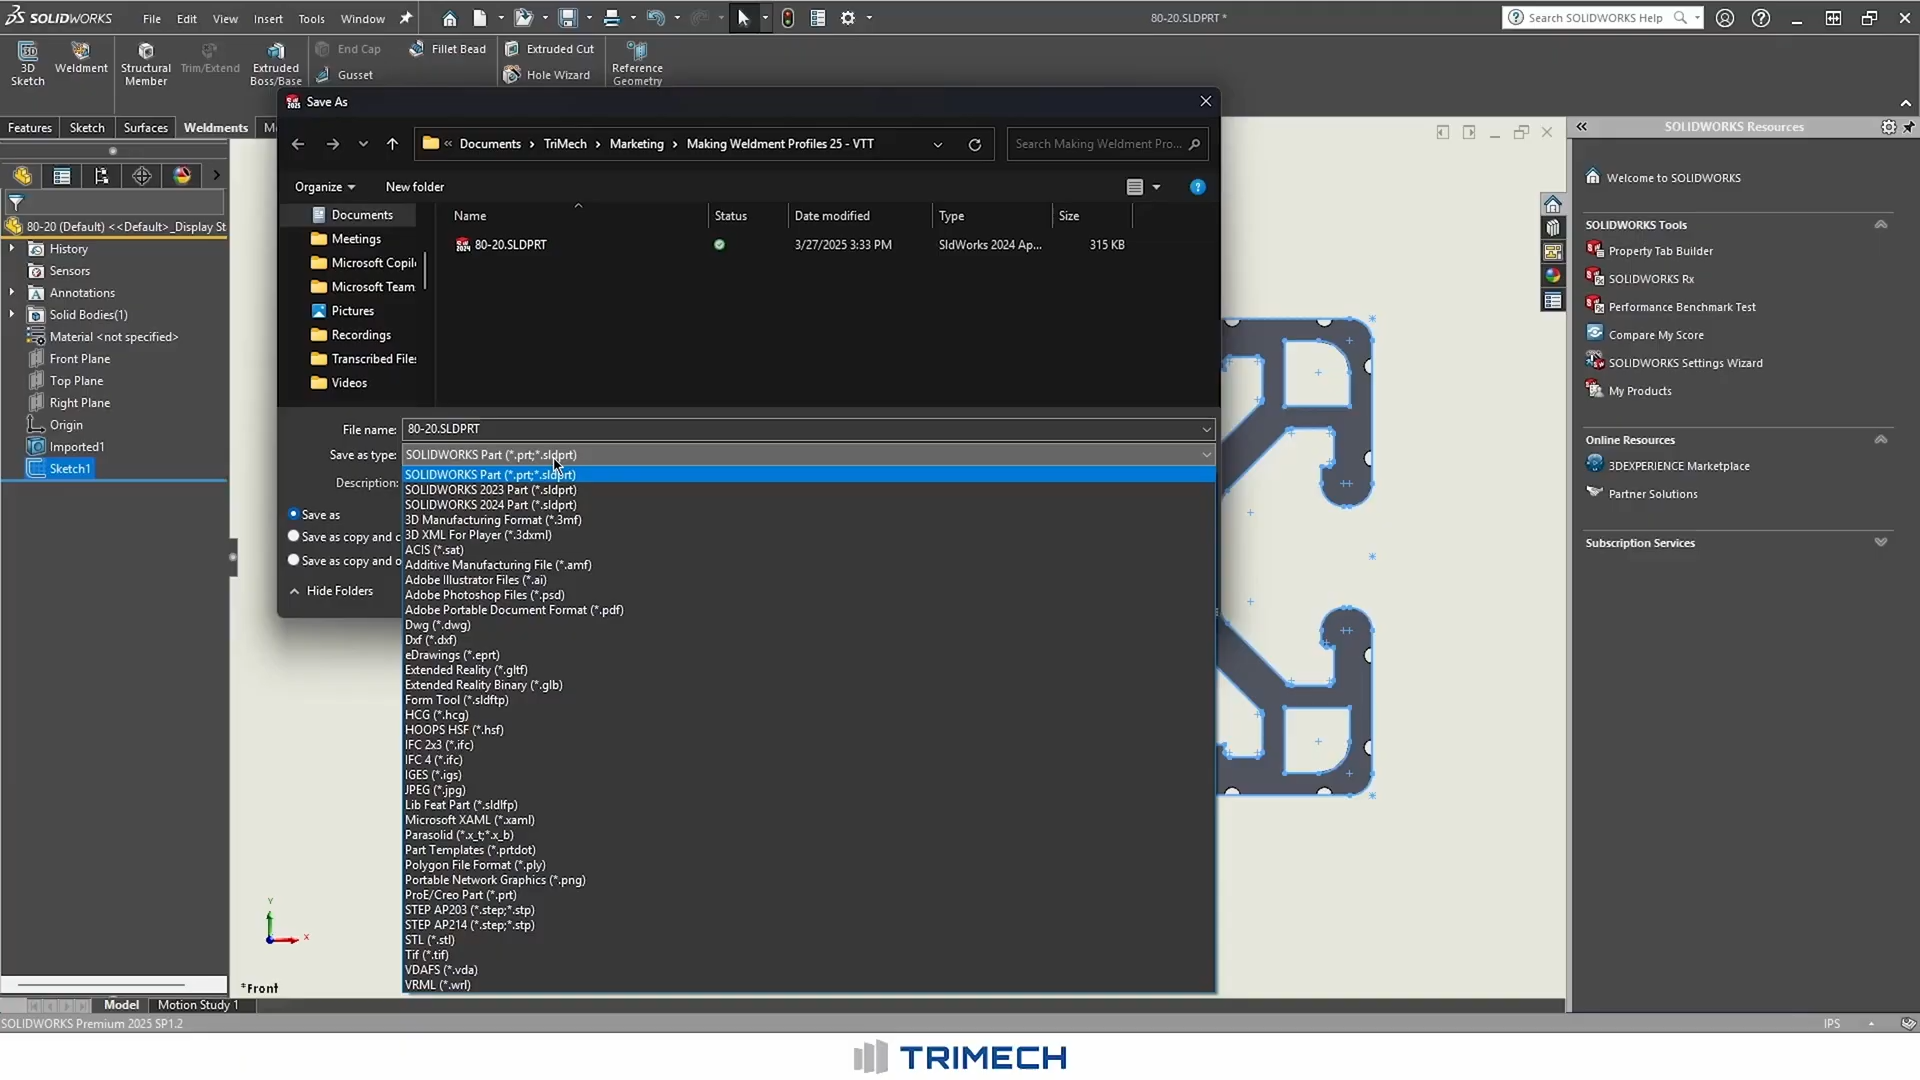 SOLIDWORKS
File
Edit
View
Insert
Tools
Window
80-20.SLDPRT *
Search SOLIDWORKS Help
3D
Sketch
Weldment
Structural
Member
Trim/Extend
Extruded
Boss/Base
End Cap
Gusset
Fillet Bead
Extruded Cut
Hole Wizard
Reference
Geometry
Features
Sketch
Surfaces
Weldments
80-20 (Default) <<Default>_Display St
History
Sensors
Annotations
Solid Bodies(1)
Material <not specified>
Front Plane
Top Plane
Right Plane
Origin
Imported1
Sketch1
Save As
Documents
TriMech
Marketing
Making Weldment Profiles 25 - VTT
Search Making Weldment Pro...
Organize
New folder
Documents
Meetings
Microsoft Copil
Microsoft Team
Pictures
Recordings
Transcribed File
Videos
Name
Status
Date modified
Type
Size
80-20.SLDPRT
3/27/2025 3:33 PM
SldWorks 2024 Ap...
315 KB
File name:
80-20.SLDPRT
Save as type:
SOLIDWORKS Part (*.prt;*.sldprt)
Description:
Save as
Save as copy and c
Save as copy and o
Hide Folders
SOLIDWORKS Part (*.prt;*.sldprt)
SOLIDWORKS 2023 Part (*.sldprt)
SOLIDWORKS 2024 Part (*.sldprt)
3D Manufacturing Format (*.3mf)
3D XML For Player (*.3dxml)
ACIS (*.sat)
Additive Manufacturing File (*.amf)
Adobe Illustrator Files (*.ai)
Adobe Photoshop Files (*.psd)
Adobe Portable Document Format (*.pdf)
Dwg (*.dwg)
Dxf (*.dxf)
eDrawings (*.eprt)
Extended Reality (*.gltf)
Extended Reality Binary (*.glb)
Form Tool (*.sldftp)
HCG (*.hcg)
HOOPS HSF (*.hsf)
IFC 2x3 (*.ifc)
IFC 4 (*.ifc)
IGES (*.igs)
JPEG (*.jpg)
Lib Feat Part (*.sldlfp)
Microsoft XAML (*.xaml)
Parasolid (*.x_t;*.x_b)
Part Templates (*.prtdot)
Polygon File Format (*.ply)
Portable Network Graphics (*.png)
ProE/Creo Part (*.prt)
STEP AP203 (*.step;*.stp)
STEP AP214 (*.step;*.stp)
STL (*.stl)
Tif (*.tif)
VDAFS (*.vda)
VRML (*.wrl)
SOLIDWORKS Resources
Welcome to SOLIDWORKS
SOLIDWORKS Tools
Property Tab Builder
SOLIDWORKS Rx
Performance Benchmark Test
Compare My Score
SOLIDWORKS Settings Wizard
My Products
Online Resources
3DEXPERIENCE Marketplace
Partner Solutions
Subscription Services
Y
X
*Front
Model
Motion Study 1
SOLIDWORKS Premium 2025 SP1.2
IPS
TRIMECH